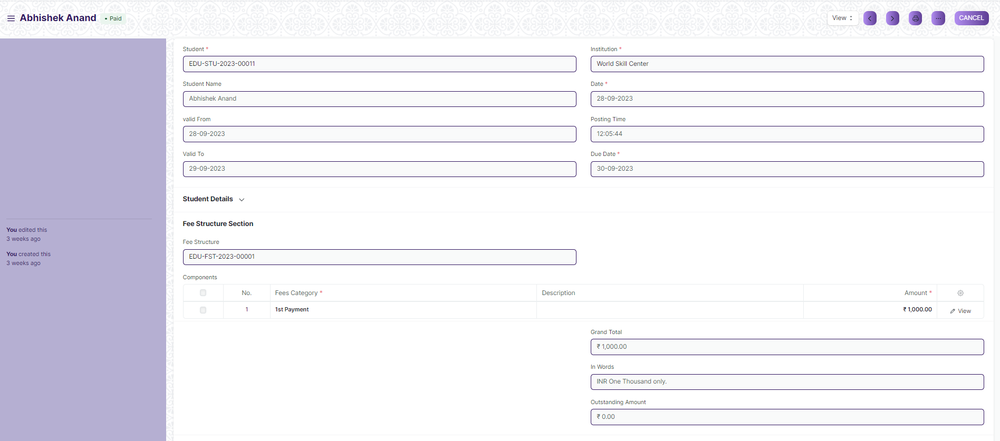 Abhishek Anand
• Paid
View
CANCEL
You edited this
3 weeks ago
You created this
3 weeks ago
Student *
EDU-STU-2023-00011
Institution *
World Skill Center
Student Name
Abhishek Anand
Date *
28-09-2023
valid From
28-09-2023
Posting Time
12:05:44
Valid To
29-09-2023
Due Date *
30-09-2023
Student Details
Fee Structure Section
Fee Structure
EDU-FST-2023-00001
Components
No. Fees Category * Description Amount *
1 1st Payment ₹ 1,000.00 View
Grand Total
₹ 1,000.00
In Words
INR One Thousand only.
Outstanding Amount
₹ 0.00